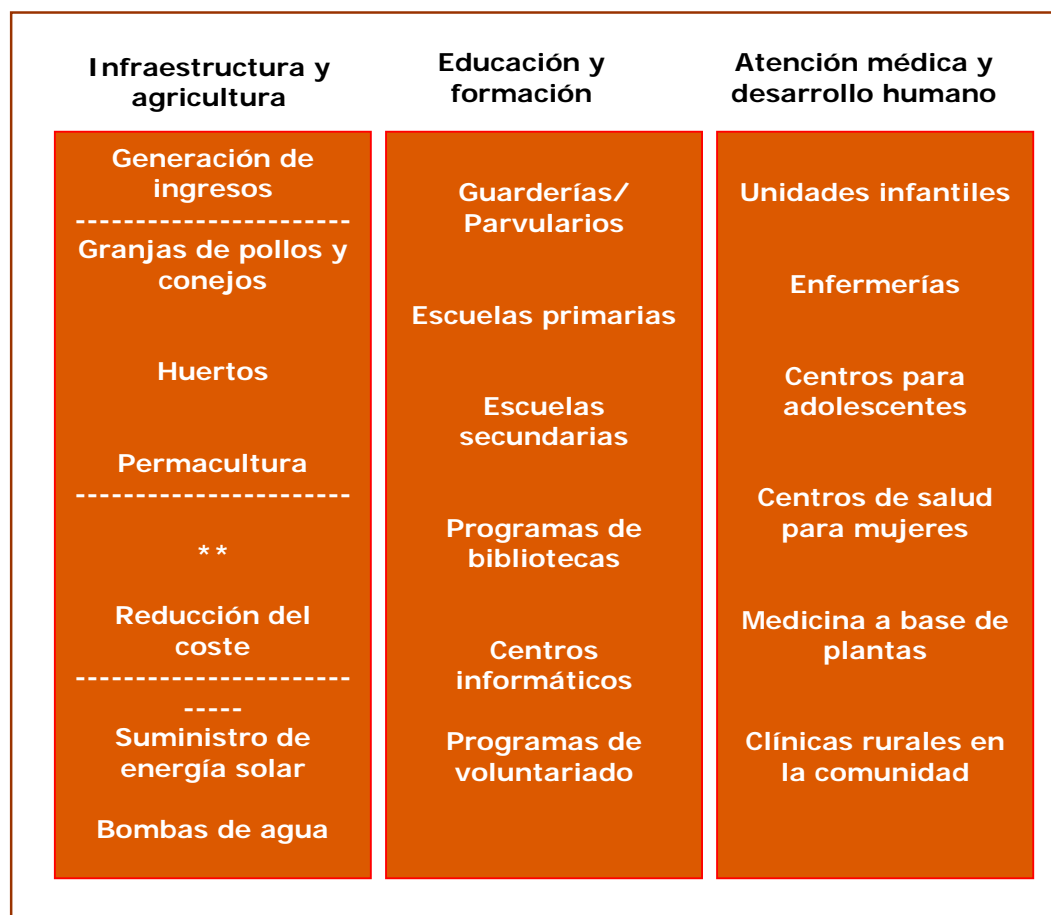 Infraestructura y
agricultura
Generación de
ingresos
-----------------------
Granjas de pollos y
conejos
Huertos
Permacultura
-----------------------
**
Reducción del
coste
-----------------------
-----
Suministro de
energía solar
Bombas de agua
Educación y
formación
Guarderías/
Parvularios
Escuelas primarias
Escuelas
secundarias
Programas de
bibliotecas
Centros
informáticos
Programas de
voluntariado
Atención médica y
desarrollo humano
Unidades infantiles
Enfermerías
Centros para
adolescentes
Centros de salud
para mujeres
Medicina a base de
plantas
Clínicas rurales en
la comunidad